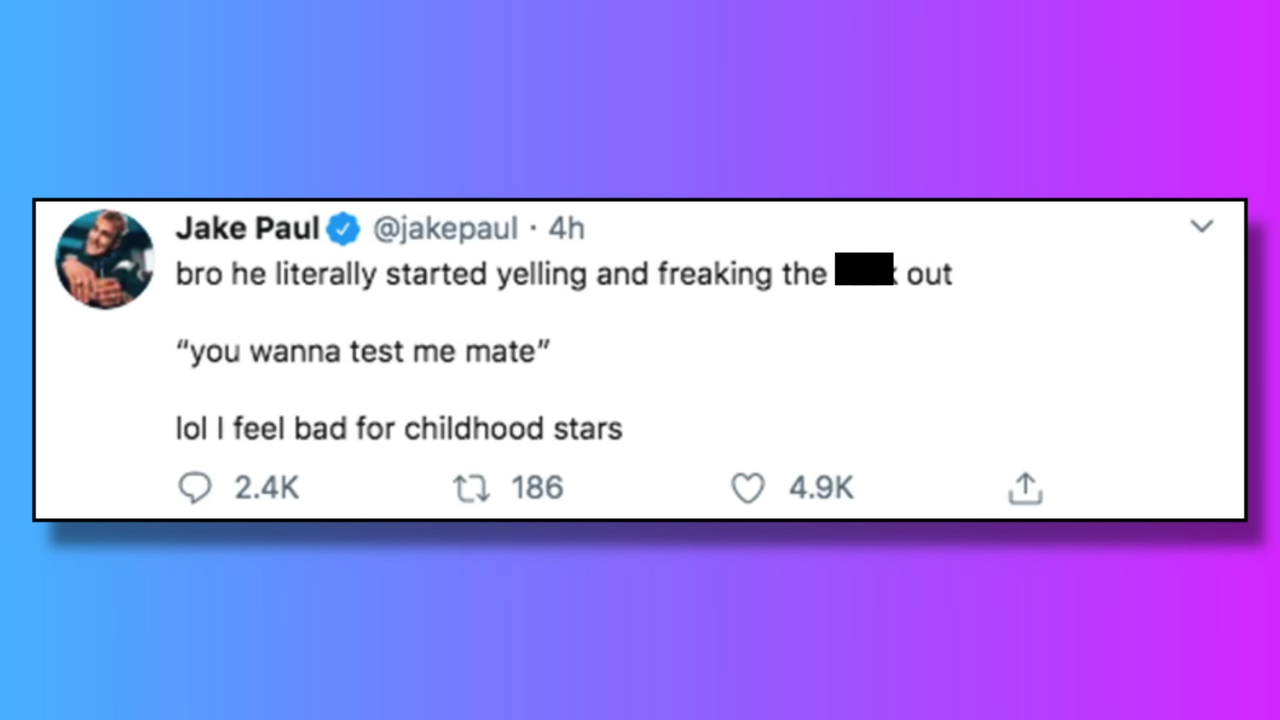 Jake Paul @jakepaul · 4h
bro he literally started yelling and freaking the out
“you wanna test me mate”
lol I feel bad for childhood stars
2.4K 186 4.9K